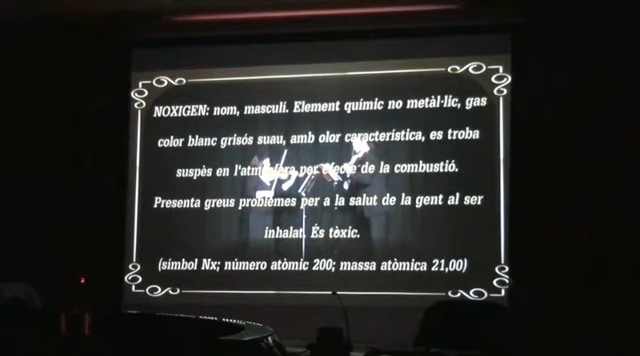 NOXIGEN: nom, masculí. Element químic no metàl·lic, gas
color blanc grisós suau, amb olor característica, es troba
suspès en l'atmosfera per efecte de la combustió.
Presenta greus problemes per a la salut de la gent al ser
inhalat. És tòxic.
(símbol Nx; número atòmic 200; massa atòmica 21,00)